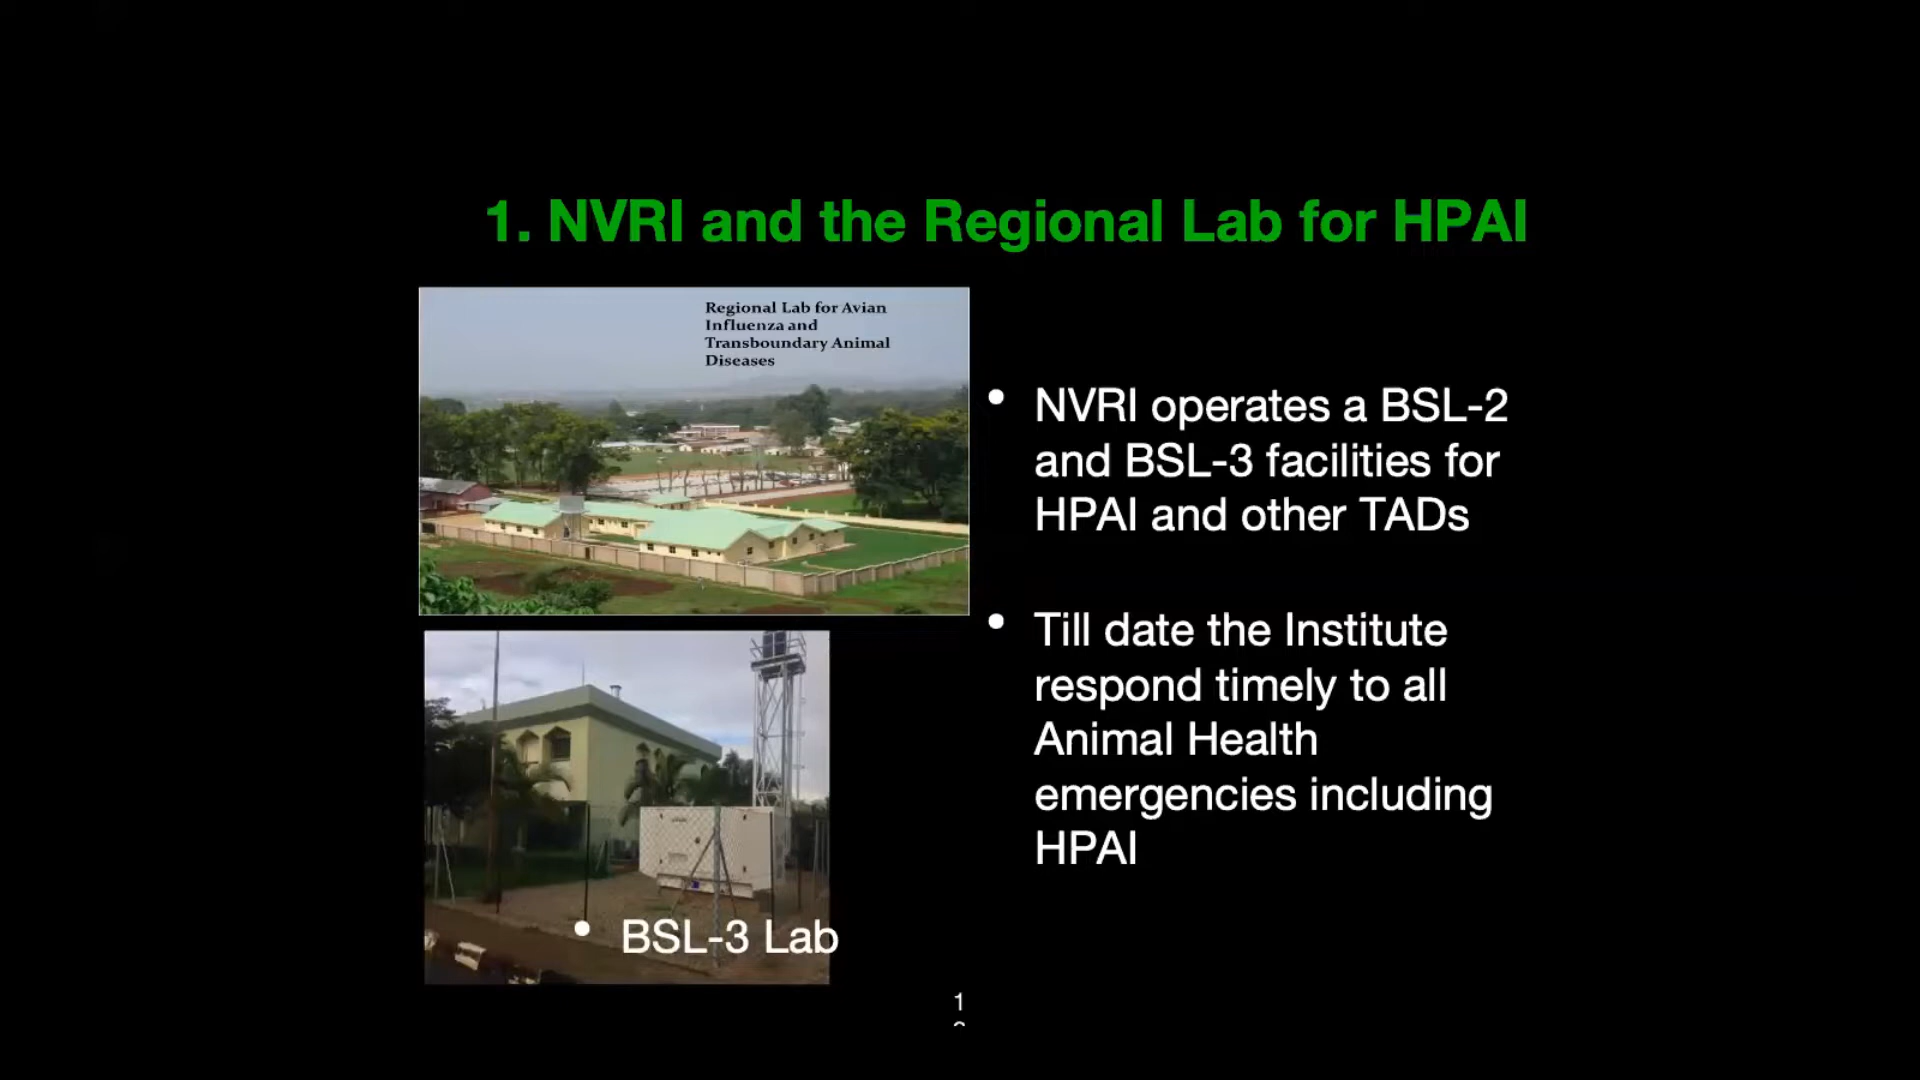 1. NVRI and the Regional Lab for HPAI
Regional Lab for Avian
Influenza and
Transboundary Animal
Diseases
• NVRI operates a BSL-2
and BSL-3 facilities for
HPAI and other TADs
• Till date the Institute
respond timely to all
Animal Health
emergencies including
HPAI
• BSL-3 Lab
1